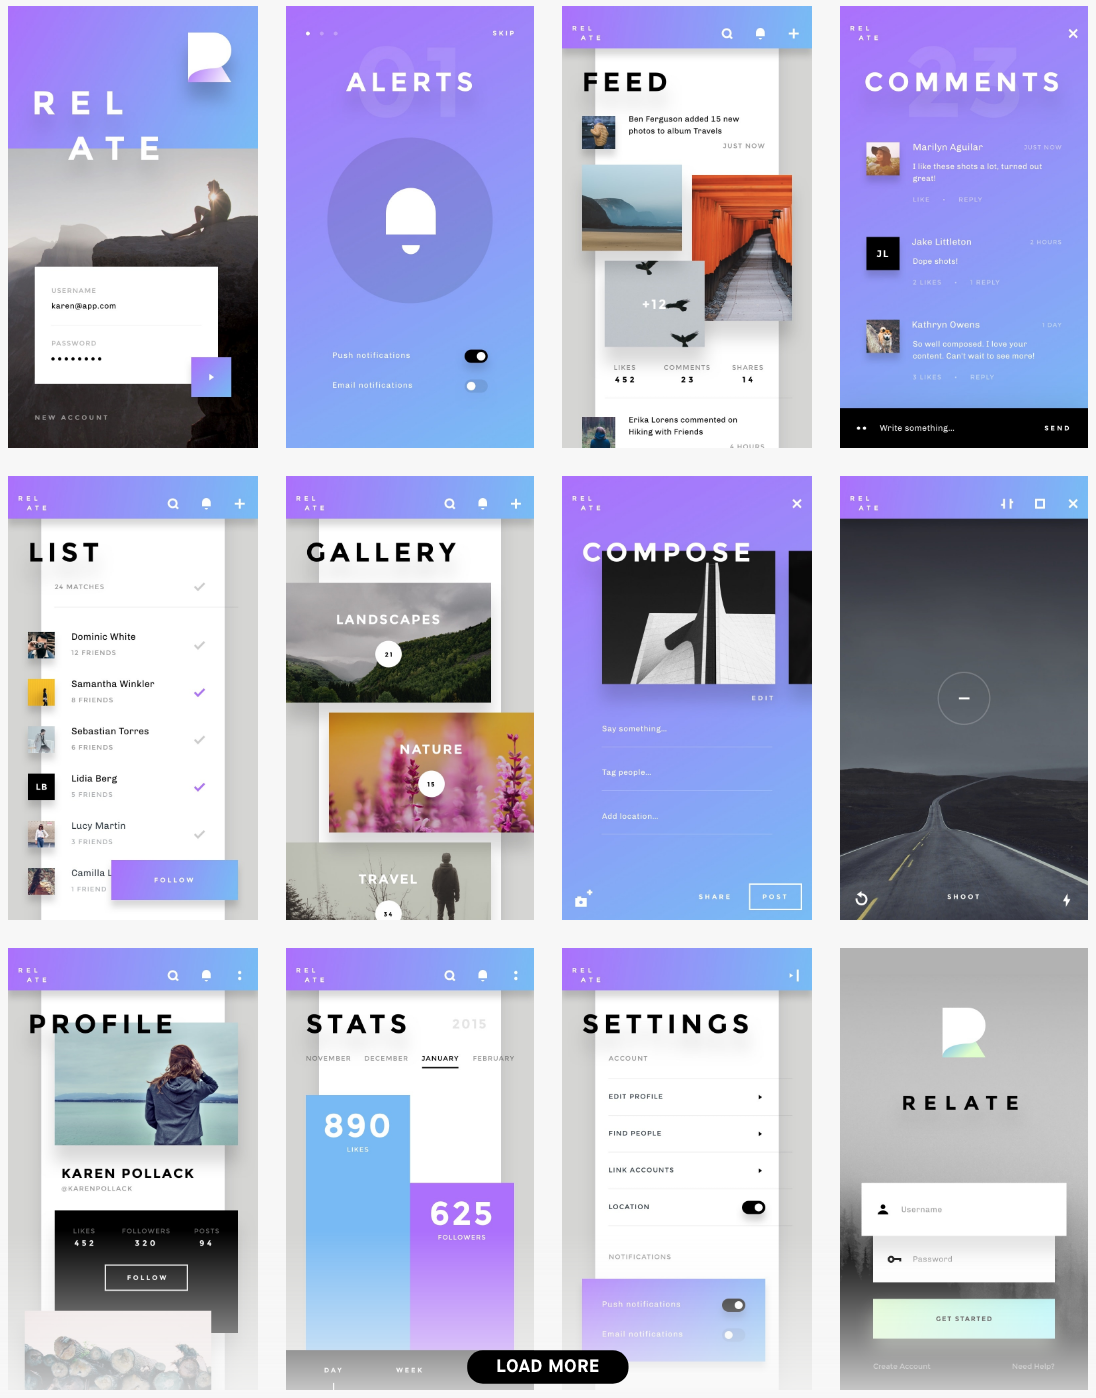 REL
ATE
USERNAME
karen@app.com
PASSWORD
NEW ACCOUNT
SKIP
01
ALERTS
Push notifications
Email notifications
REL
ATE
FEED
Ben Ferguson added 15 new
photos to album Travels
JUST NOW
+12
LIKES COMMENTS SHARES
452 23 14
Erika Lorens commented on
Hiking with Friends
4 HOURS
REL
ATE
23
COMMENTS
Marilyn Aguilar JUST NOW
I like these shots a lot, turned out
great!
LIKE • REPLY
JL
Jake Littleton 2 HOURS
Dope shots!
2 LIKES • 1 REPLY
Kathryn Owens 1 DAY
So well composed. I love your
content. Can't wait to see more!
3 LIKES • REPLY
Write something... SEND
REL
ATE
LIST
24 MATCHES
Dominic White
12 FRIENDS
Samantha Winkler
8 FRIENDS
Sebastian Torres
6 FRIENDS
LB
Lidia Berg
5 FRIENDS
Lucy Martin
3 FRIENDS
Camilla L
1 FRIEND
FOLLOW
REL
ATE
GALLERY
LANDSCAPES
21
NATURE
15
TRAVEL
34
REL
ATE
COMPOSE
EDIT
Say something...
Tag people...
Add location...
SHARE POST
REL
ATE
SHOOT
REL
ATE
PROFILE
KAREN POLLACK
@KARENPOLLACK
LIKES FOLLOWERS POSTS
452 320 94
FOLLOW
REL
ATE
STATS 2015
NOVEMBER DECEMBER JANUARY FEBRUARY
890
LIKES
625
FOLLOWERS
DAY WEEK
REL
ATE
SETTINGS
ACCOUNT
EDIT PROFILE
FIND PEOPLE
LINK ACCOUNTS
LOCATION
NOTIFICATIONS
Push notifications
Email notifications
RELATE
Username
Password
GET STARTED
Create Account Need Help?
LOAD MORE